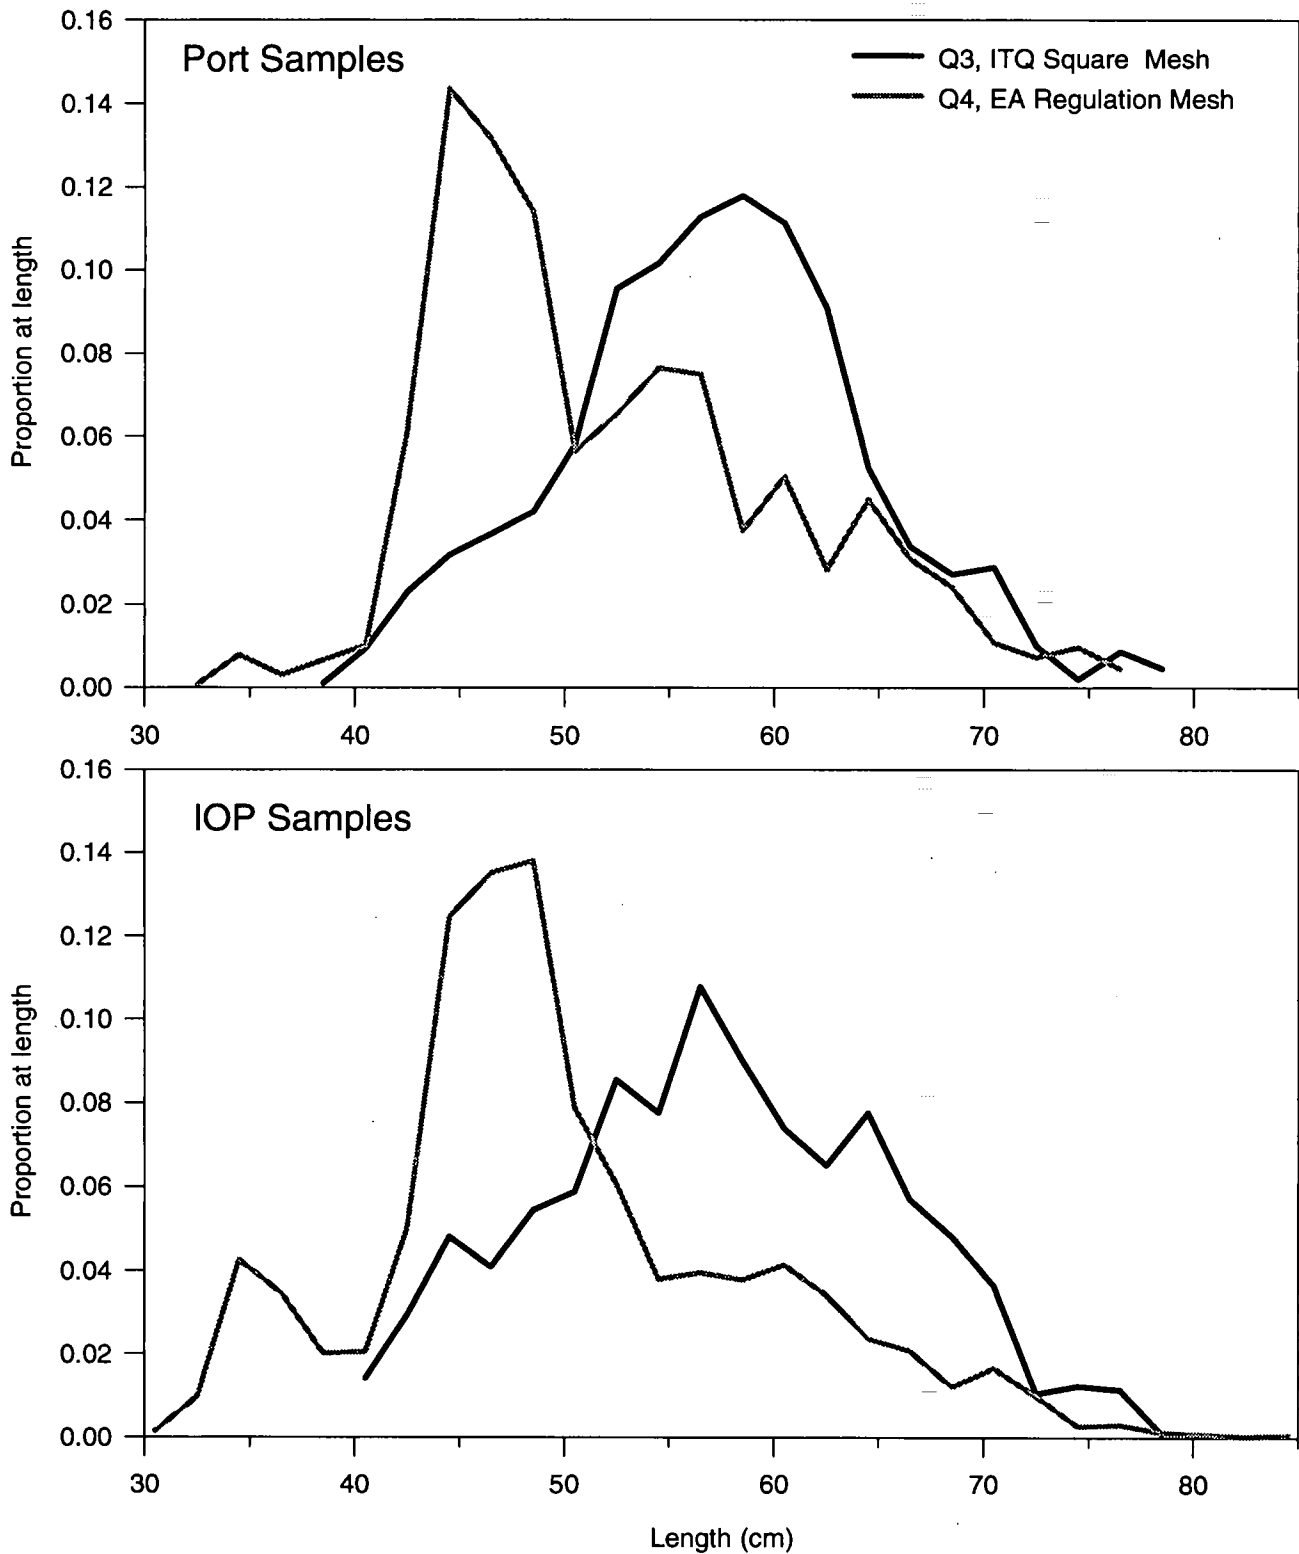 Port Samples
Q3, ITQ Square Mesh
Q4, EA Regulation Mesh
Proportion at length
0.16
0.14
0.12
0.10
0.08
0.06
0.04
0.02
0.00
30 40 50 60 70 80
IOP Samples
Proportion at length
0.16
0.14
0.12
0.10
0.08
0.06
0.04
0.02
0.00
30 40 50 60 70 80
Length (cm)